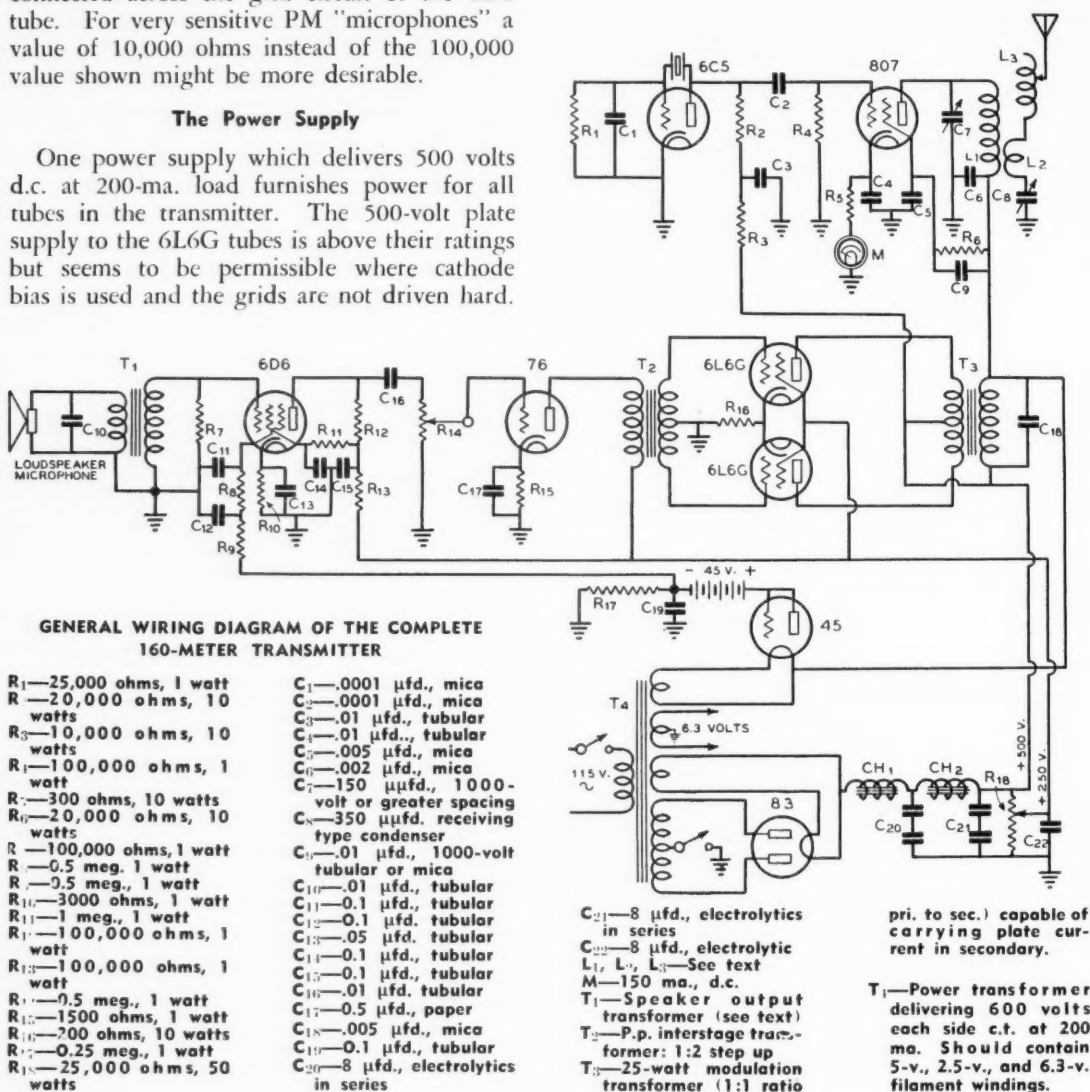 tube. For very sensitive PM "microphones" a
value of 10,000 ohms instead of the 100,000
value shown might be more desirable.
The Power Supply
One power supply which delivers 500 volts
d.c. at 200-ma. load furnishes power for all
tubes in the transmitter. The 500-volt plate
supply to the 6L6G tubes is above their ratings
but seems to be permissible where cathode
bias is used and the grids are not driven hard.
6C5
807
L3
R1
C1
C2
R2
R4
C7
L1
L2
C3
C4
C5
C6
C8
R5
R3
R6
M
C9
T1
6D6
76
T2
6L6G
T3
C16
C10
R7
R11
R12
R14
R16
C18
LOUDSPEAKER
MICROPHONE
C11
6L6G
R8
C14
C15
C17
R15
C13
R13
C12
R10
R9
- 45 V. +
R17
C19
45
T4
6.3 VOLTS
115 V.
~
83
CH1
CH2
R18
+ 500 V.
+ 250 V.
C20
C21
C22
GENERAL WIRING DIAGRAM OF THE COMPLETE
160-METER TRANSMITTER
R1—25,000 ohms, 1 watt
R—20,000 ohms, 10
watts
R3—10,000 ohms, 10
watts
R4—100,000 ohms, 1
watt
R5—300 ohms, 10 watts
R6—20,000 ohms, 10
watts
R—100,000 ohms, 1 watt
R—0.5 meg. 1 watt
R—0.5 meg., 1 watt
R10—3000 ohms, 1 watt
R11—1 meg., 1 watt
R1—100,000 ohms, 1
watt
R13—100,000 ohms, 1
watt
R—0.5 meg., 1 watt
R15—1500 ohms, 1 watt
R16—200 ohms, 10 watts
R17—0.25 meg., 1 watt
R18—25,000 ohms, 50
watts
C1—.0001 µfd., mica
C2—.0001 µfd., mica
C3—.01 µfd., tubular
C4—.01 µfd.., tubular
C5—.005 µfd., mica
C6—.002 µfd., mica
C7—150 µµfd., 1000-
volt or greater spacing
C8—350 µµfd. receiving
type condenser
C9—.01 µfd., 1000-volt
tubular or mica
C10—.01 µfd., tubular
C11—0.1 µfd., tubular
C12—0.1 µfd. tubular
C13—.05 µfd. tubular
C14—0.1 µfd., tubular
C15—0.1 µfd., tubular
C16—.01 µfd. tubular
C17—0.5 µfd., paper
C18—.005 µfd., mica
C19—0.1 µfd., tubular
C20—8 µfd., electrolytics
in series
C21—8 µfd., electrolytics
in series
C22—8 µfd., electrolytic
L1, L2, L3—See text
M—150 ma., d.c.
T1—Speaker output
transformer (see text)
T2—P.p. interstage trans-
former: 1:2 step up
T3—25-watt modulation
transformer (1:1 ratio
pri. to sec.) capable of
carrying plate cur-
rent in secondary.
T4—Power transformer
delivering 600 volts
each side c.t. at 200
ma. Should contain
5-v., 2.5-v., and 6.3-v.
filament windings.